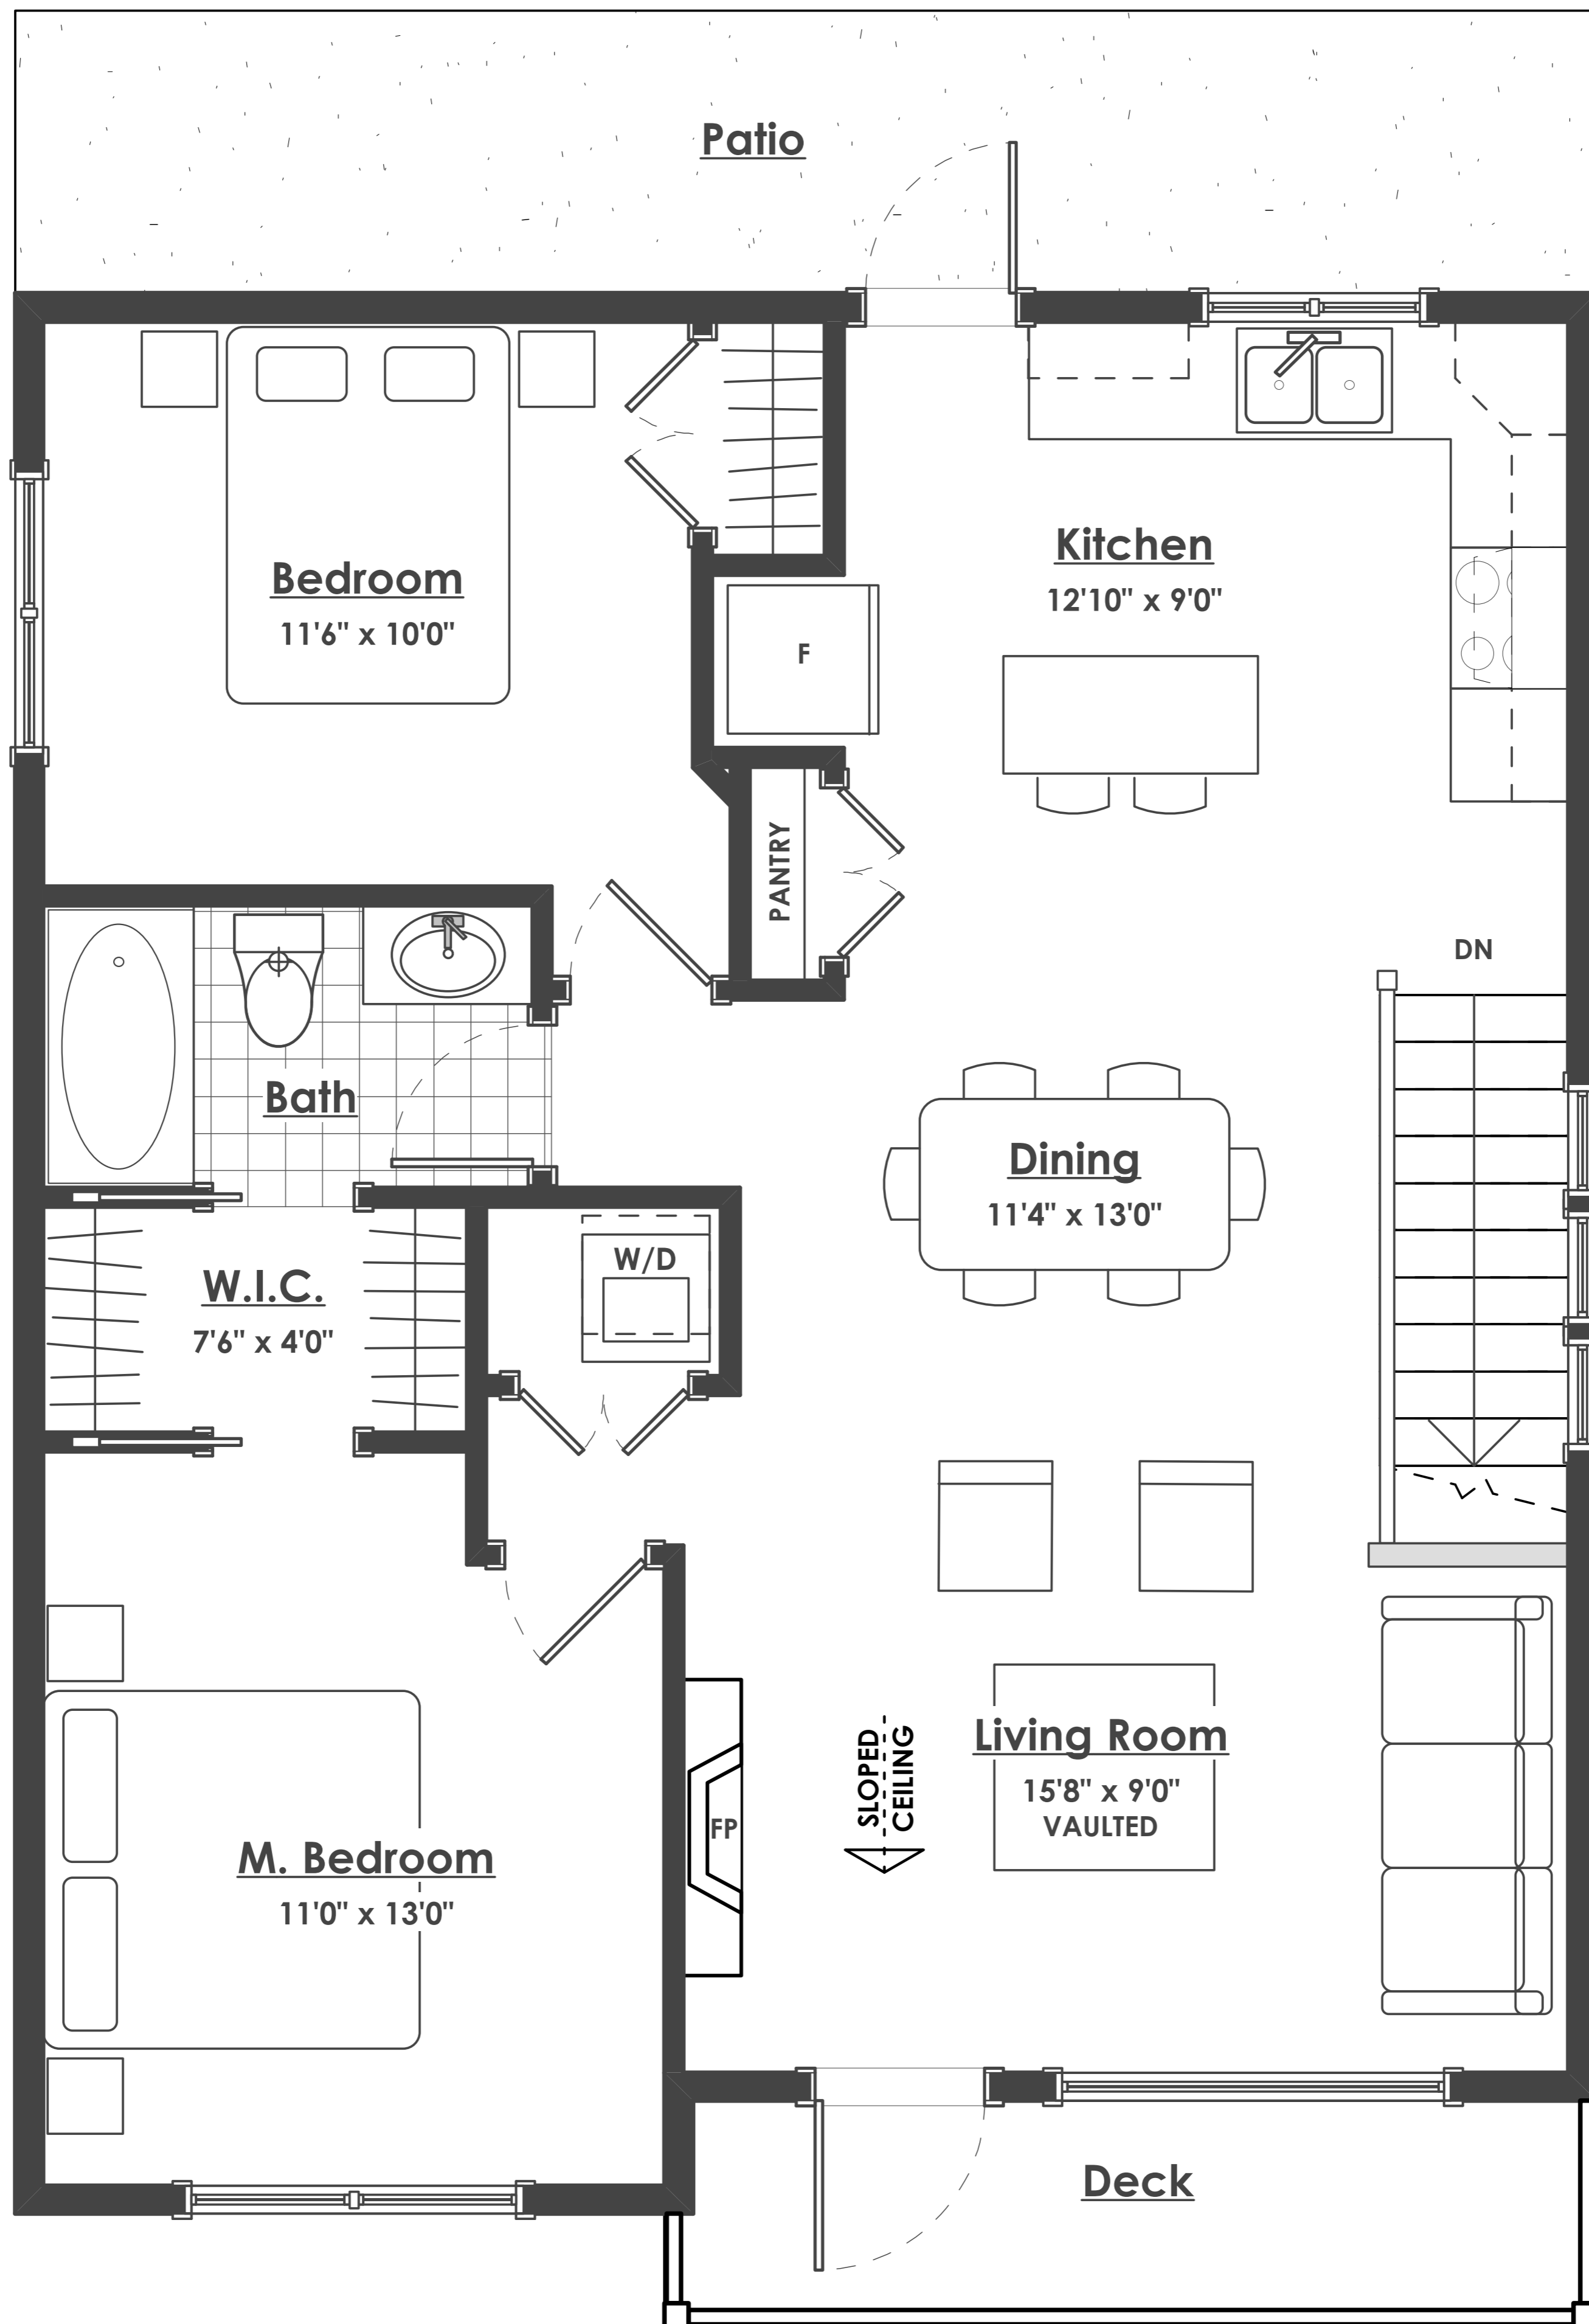 Patio
Bedroom
11'6" x 10'0"
Kitchen
12'10" x 9'0"
F
PANTRY
DN
Bath
Dining
11'4" x 13'0"
W.I.C.
7'6" x 4'0"
W/D
Living Room
15'8" x 9'0"
VAULTED
SLOPED
CEILING
FP
M. Bedroom
11'0" x 13'0"
Deck